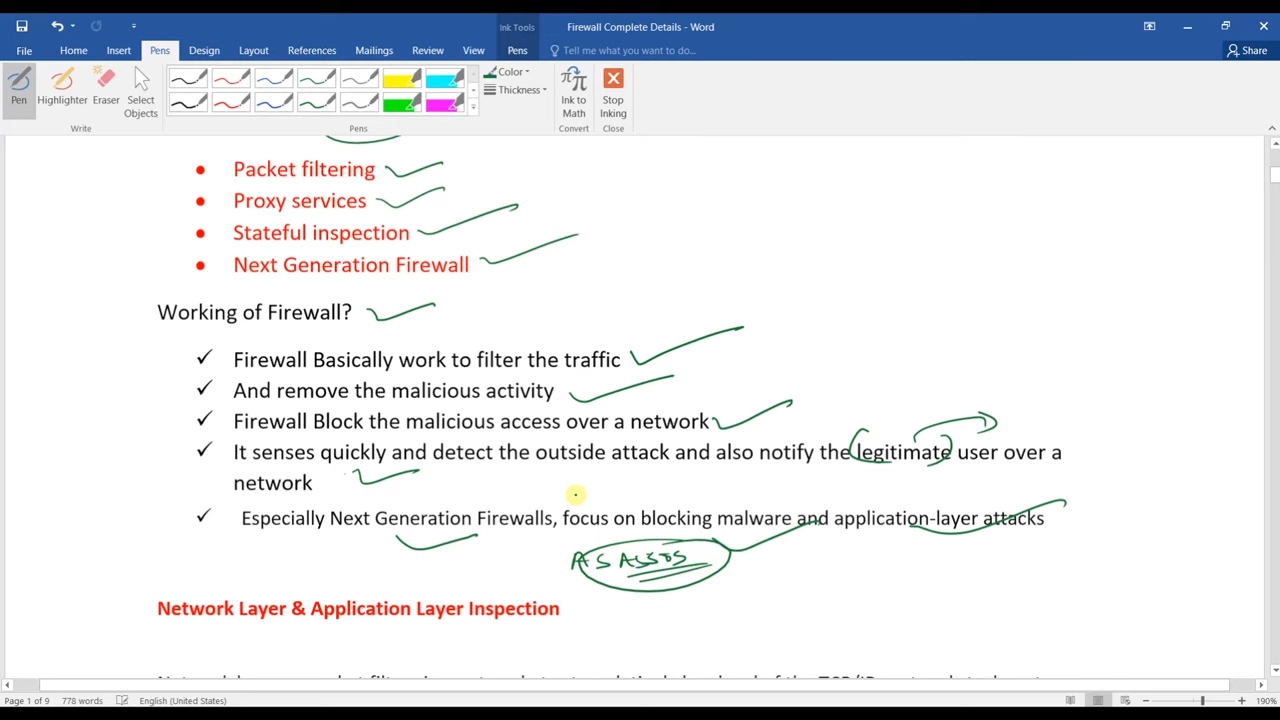 Ink Tools
Firewall Complete Details - Word
File Home Insert Pens Design Layout References Mailings Review View Pens Tell me what you want to do... Share
Pen Highlighter Eraser Select Objects
Color
Thickness
Ink to Math
Stop Inking
Write Pens Convert Close
Packet filtering
Proxy services
Stateful inspection
Next Generation Firewall
Working of Firewall?
Firewall Basically work to filter the traffic
And remove the malicious activity
Firewall Block the malicious access over a network
It senses quickly and detect the outside attack and also notify the legitimate user over a
network
Especially Next Generation Firewalls, focus on blocking malware and application-layer attacks
Network Layer & Application Layer Inspection
Page 1 of 9 778 words English (United States) 190%